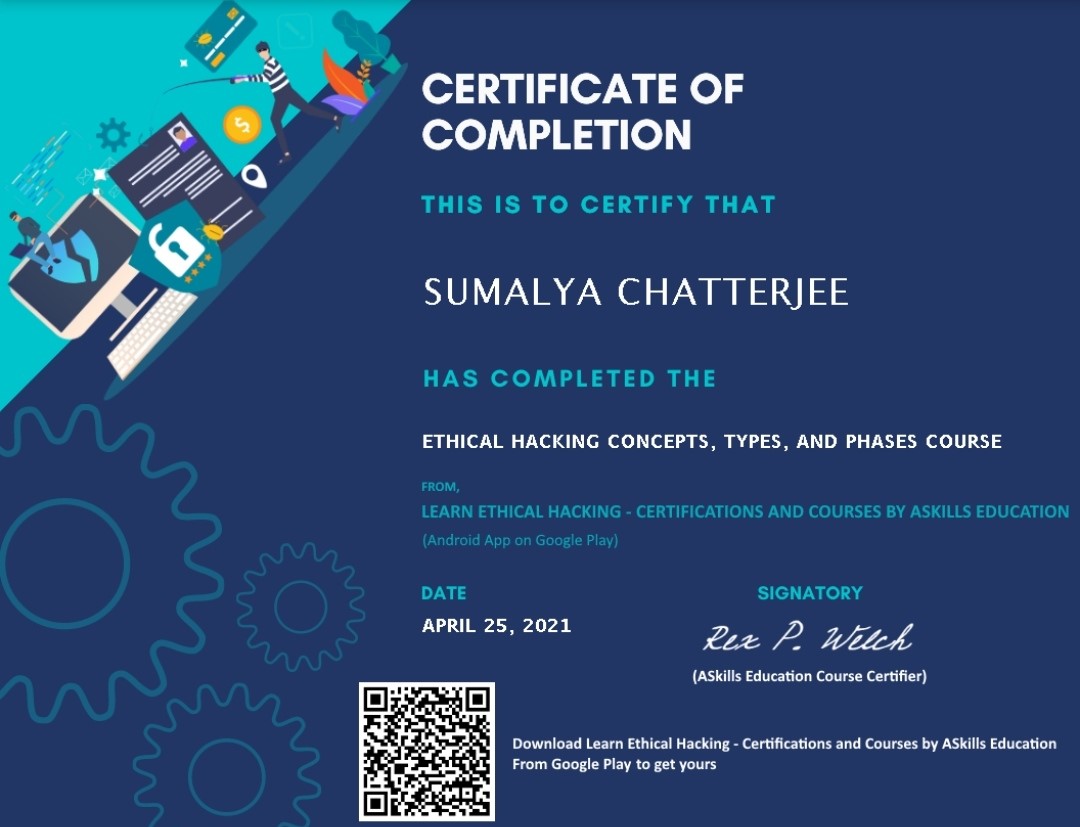 CERTIFICATE OF
COMPLETION
THIS IS TO CERTIFY THAT
SUMALYA CHATTERJEE
HAS COMPLETED THE
ETHICAL HACKING CONCEPTS, TYPES, AND PHASES COURSE
FROM,
LEARN ETHICAL HACKING - CERTIFICATIONS AND COURSES BY ASKILLS EDUCATION
(Android App on Google Play)
DATE
APRIL 25, 2021
SIGNATORY
Rex P. Welch
(ASkills Education Course Certifier)
Download Learn Ethical Hacking - Certifications and Courses by ASkills Education
From Google Play to get yours